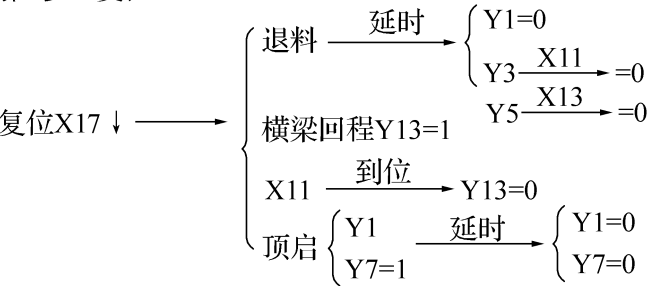 退料 延时 Y1=0
Y3 X11 =0
Y5 X13 =0
复位X17↓
横梁回程Y13=1
X11 到位 Y13=0
顶启 Y1 延时 Y1=0
Y7=1 Y7=0